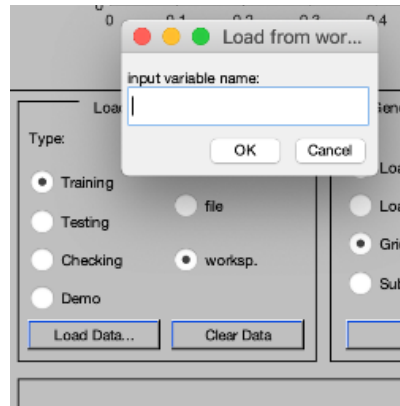 0
0.1
0.2
0.3
0.4
Load from wor...
input variable name:
OK
Cancel
Type:
Training
Testing
Checking
Demo
file
worksp.
Load Data...
Clear Data